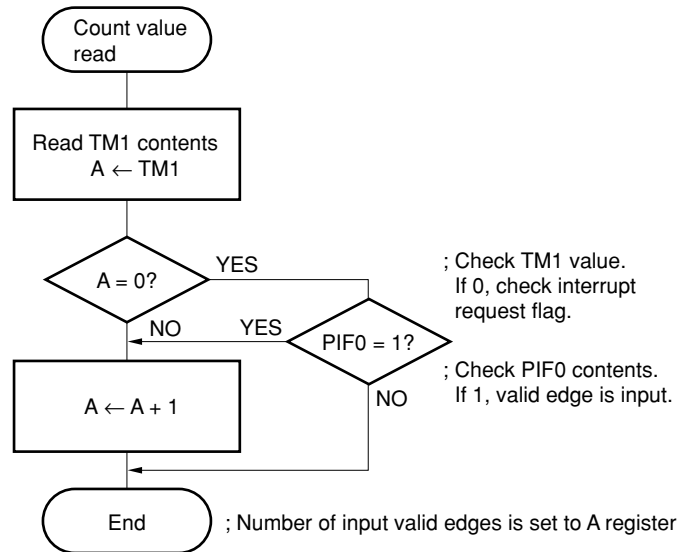 Count value
read
Read TM1 contents
A ← TM1
A = 0?
YES
; Check TM1 value.
If 0, check interrupt
request flag.
NO
YES
PIF0 = 1?
; Check PIF0 contents.
If 1, valid edge is input.
A ← A + 1
NO
End
; Number of input valid edges is set to A register